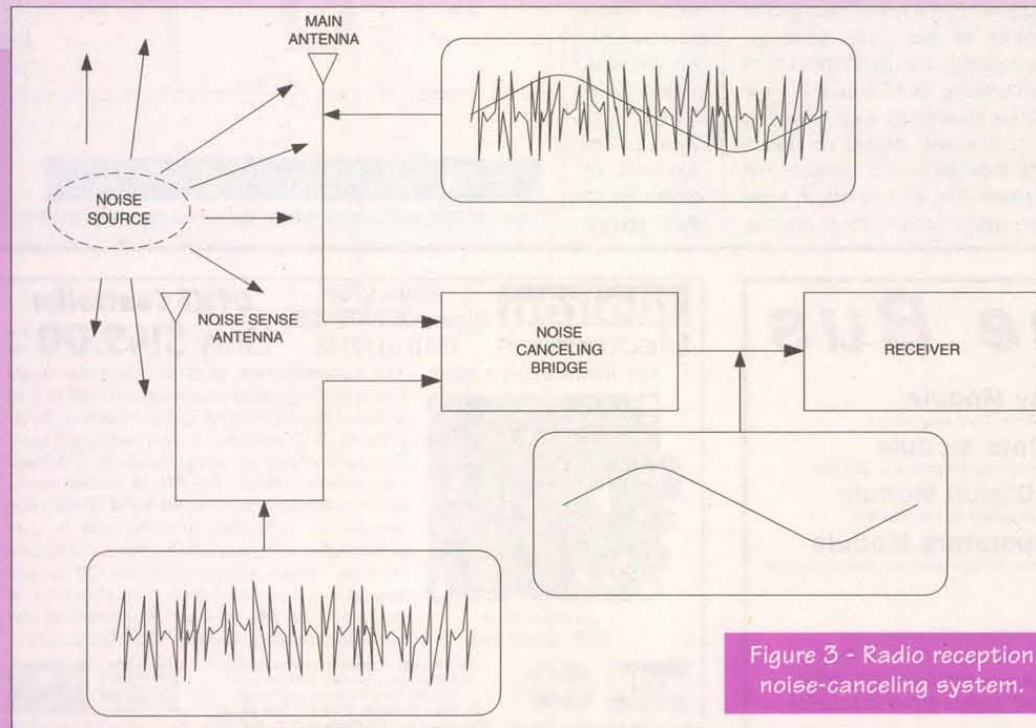 MAIN
ANTENNA
NOISE
SOURCE
NOISE SENSE
ANTENNA
NOISE
CANCELING
BRIDGE
RECEIVER
Figure 3 - Radio reception
noise-canceling system.